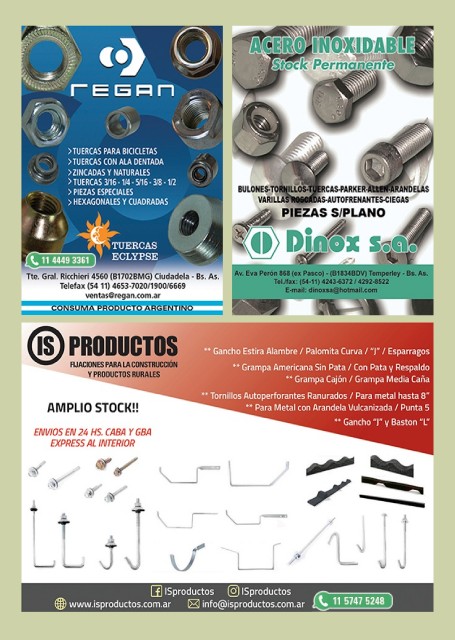 REGAN
TUERCAS PARA BICICLETAS
TUERCAS CON ALA DENTADA
ZINCADAS Y NATURALES
TUERCAS 3/16 - 1/4 - 5/16 - 3/8 - 1/2
PIEZAS ESPECIALES
HEXAGONALES Y CUADRADAS
TUERCAS
ECLYPSE
11 4449 3361
Tte. Gral. Ricchieri 4560 (B1702BMG) Ciudadela - Bs. As.
Telefax (54 11) 4653-7020/1900/6669
ventas@regan.com.ar
CONSUMA PRODUCTO ARGENTINO
ACERO INOXIDABLE
Stock Permanente
BULONES-TORNILLOS-TUERCAS-PARKER-ALLEN-ARANDELAS
VARILLAS ROSCADAS-AUTOFRENANTES-CIEGAS
PIEZAS S/PLANO
Dinox s.a.
Av. Eva Perón 868 (ex Pasco) - (B1834BDV) Temperley - Bs. As.
Tel./fax: (54-11) 4243-6372 / 4292-8522
E-mail: dinoxsa@hotmail.com
IS PRODUCTOS
FIJACIONES PARA LA CONSTRUCCIÓN
Y PRODUCTOS RURALES
AMPLIO STOCK!!
ENVIOS EN 24 HS. CABA Y GBA
EXPRESS AL INTERIOR
** Gancho Estira Alambre / Palomita Curva / "J" / Esparragos
** Grampa Americana Sin Pata / Con Pata y Respaldo
** Grampa Cajón / Grampa Media Caña
** Tornillos Autoperforantes Ranurados / Para metal hasta 8"
** Para Metal con Arandela Vulcanizada / Punta 5
** Gancho "J" y Baston "L"
ISproductos
ISproductos
www.isproductos.com.ar
info@isproductos.com.ar
11 5747 5248